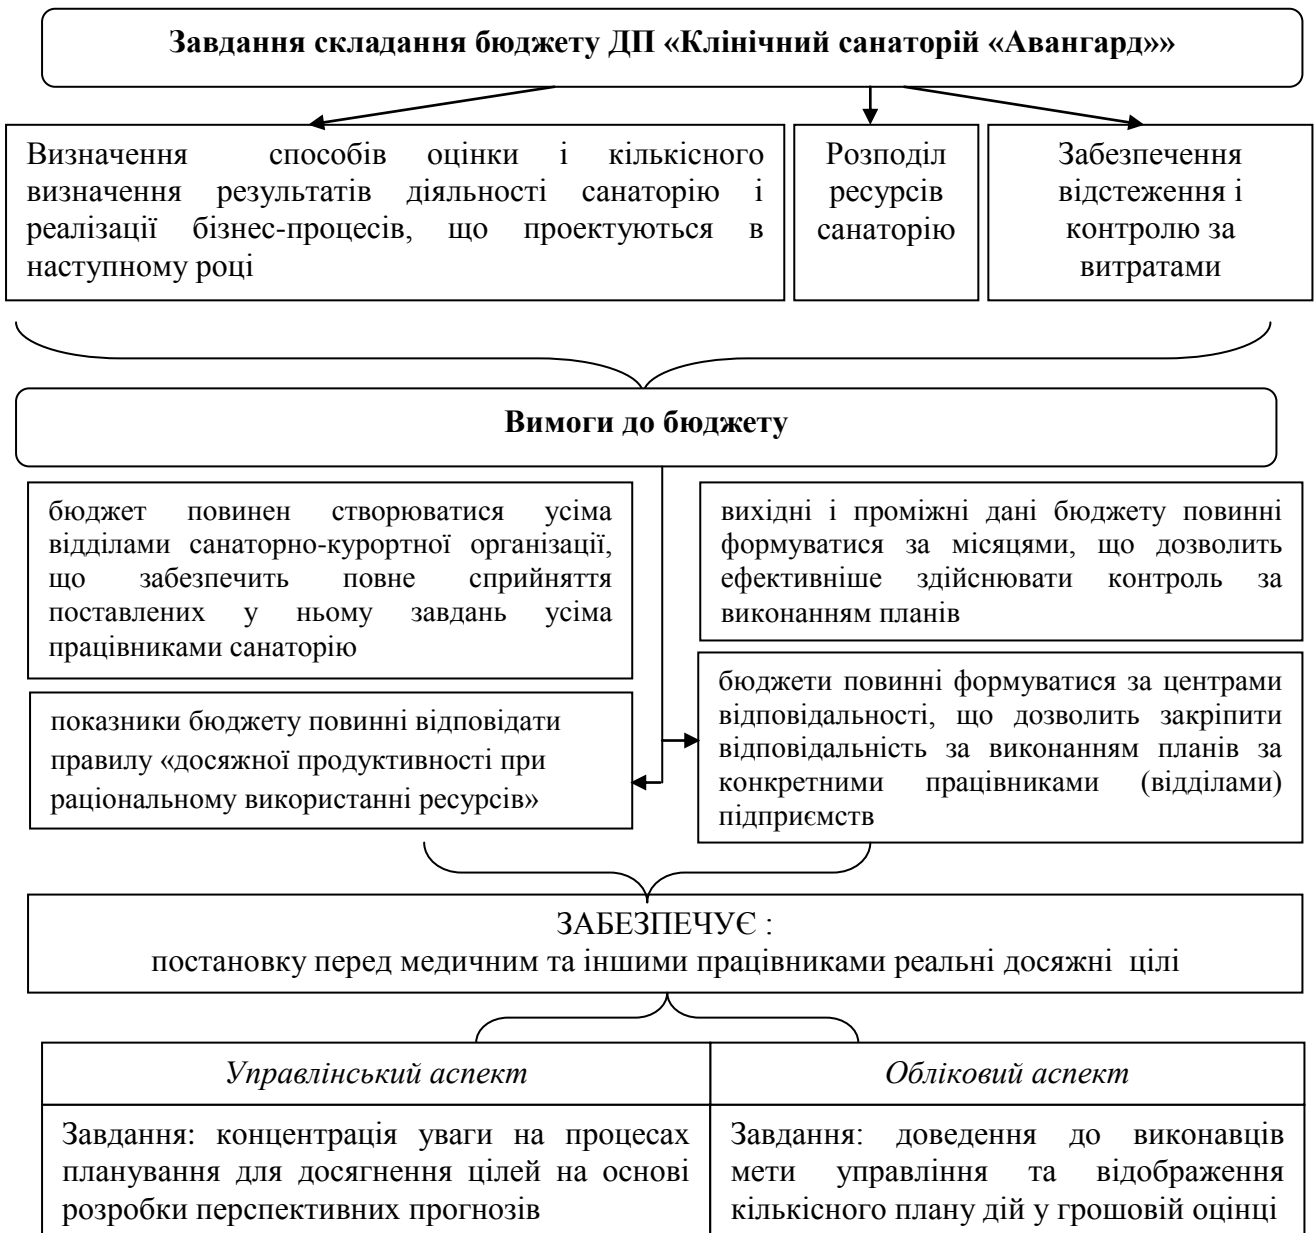 Завдання складання бюджету ДП «Клінічний санаторій «Авангард»»
Визначення способів оцінки і кількісного
визначення результатів діяльності санаторію і
реалізації бізнес-процесів, що проектуються в
наступному році
Розподіл
ресурсів
санаторію
Забезпечення
відстеження і
контролю за
витратами
Вимоги до бюджету
бюджет повинен створюватися усіма
відділами санаторно-курортної організації,
що забезпечить повне сприйняття
поставлених у ньому завдань усіма
працівниками санаторію
вихідні і проміжні дані бюджету повинні
формуватися за місяцями, що дозволить
ефективніше здійснювати контроль за
виконанням планів
показники бюджету повинні відповідати
правилу «досяжної продуктивності при
раціональному використанні ресурсів»
бюджети повинні формуватися за центрами
відповідальності, що дозволить закріпити
відповідальність за виконанням планів за
конкретними працівниками (відділами)
підприємств
ЗАБЕЗПЕЧУЄ :
постановку перед медичним та іншими працівниками реальні досяжні цілі
Управлінський аспект
Завдання: концентрація уваги на процесах
планування для досягнення цілей на основі
розробки перспективних прогнозів
Обліковий аспект
Завдання: доведення до виконавців
мети управління та відображення
кількісного плану дій у грошовій оцінці